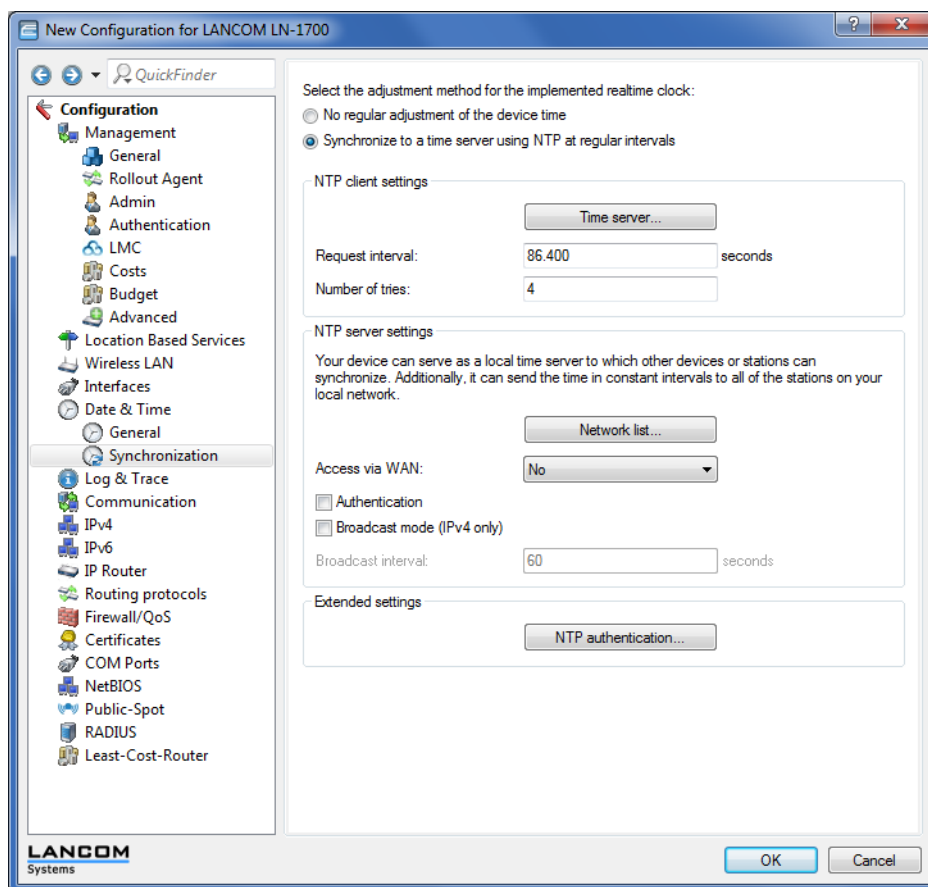 New Configuration for LANCOM LN-1700
?
QuickFinder
Configuration
Management
General
Rollout Agent
Admin
Authentication
LMC
Costs
Budget
Advanced
Location Based Services
Wireless LAN
Interfaces
Date & Time
General
Synchronization
Log & Trace
Communication
IPv4
IPv6
IP Router
Routing protocols
Firewall/QoS
Certificates
COM Ports
NetBIOS
Public-Spot
RADIUS
Least-Cost-Router
Select the adjustment method for the implemented realtime clock:
No regular adjustment of the device time
Synchronize to a time server using NTP at regular intervals
NTP client settings
Time server...
Request interval: 86.400 seconds
Number of tries: 4
NTP server settings
Your device can serve as a local time server to which other devices or stations can
synchronize. Additionally, it can send the time in constant intervals to all of the stations on your
local network.
Network list...
Access via WAN: No
Authentication
Broadcast mode (IPv4 only)
Broadcast interval: 60 seconds
Extended settings
NTP authentication...
LANCOM
Systems
OK Cancel